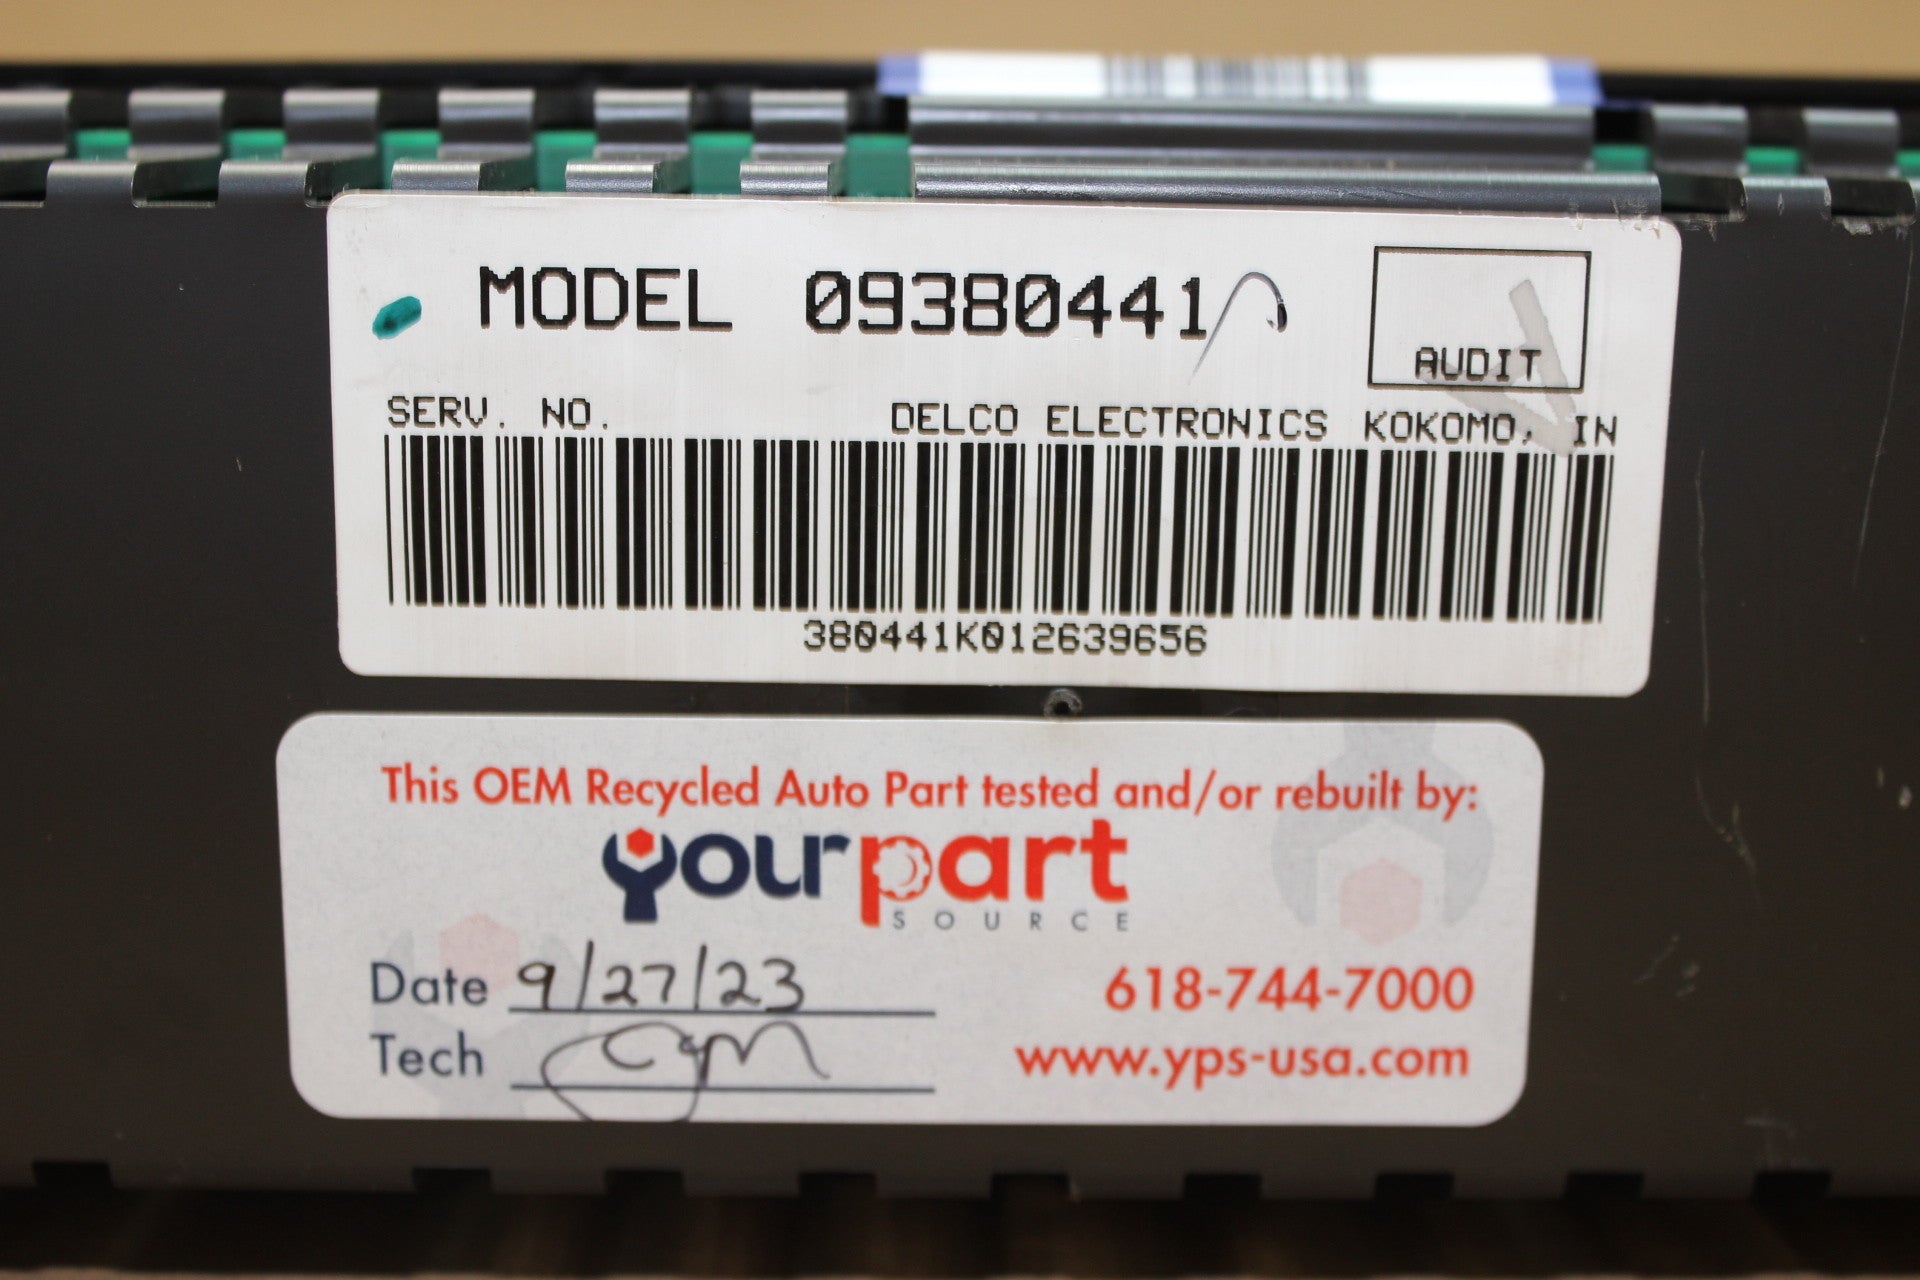 MODEL 09380441
AUDIT
SERV. NO. DELCO ELECTRONICS KOKOMO, IN
380441K012639656
This OEM Recycled Auto Part tested and/or rebuilt by:
yourpart
SOURCE
Date 9/27/23 618-744-7000
Tech www.yps-usa.com